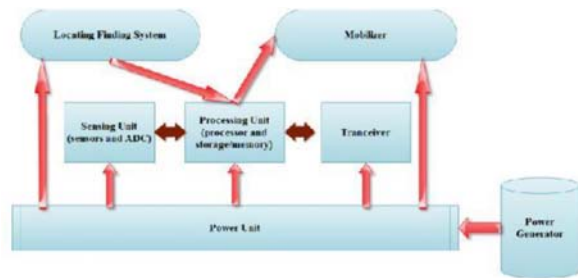 Locating Finding System
Mobilizer
Sensing Unit
(sensors and ADC)
Processing Unit
(processor and
storage/memory)
Tranceiver
Power Unit
Power
Generator